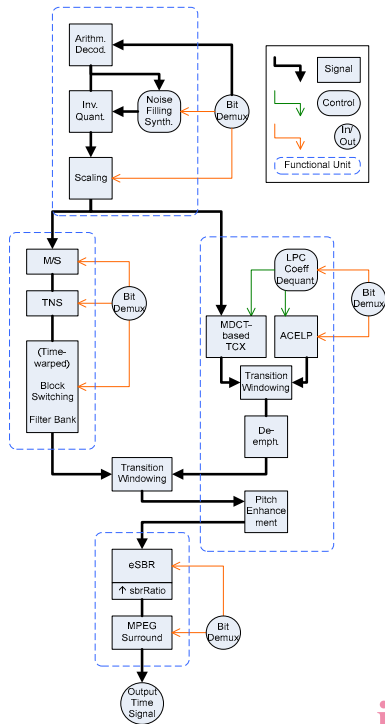 Arithm.
Decod.
Inv.
Quant.
Noise
Filling
Synth.
Bit
Demux
Scaling
Signal
Control
In/
Out
Functional Unit
M/S
TNS
Bit
Demux
(Time-
warped)
Block
Switching
Filter Bank
LPC
Coeff
Dequant.
Bit
Demux
MDCT-
based
TCX
ACELP
Transition
Windowing
De-
emph.
Transition
Windowing
Pitch
Enhance
ment
eSBR
↑ sbrRatio
MPEG
Surround
Bit
Demux
Output
Time
Signal
i